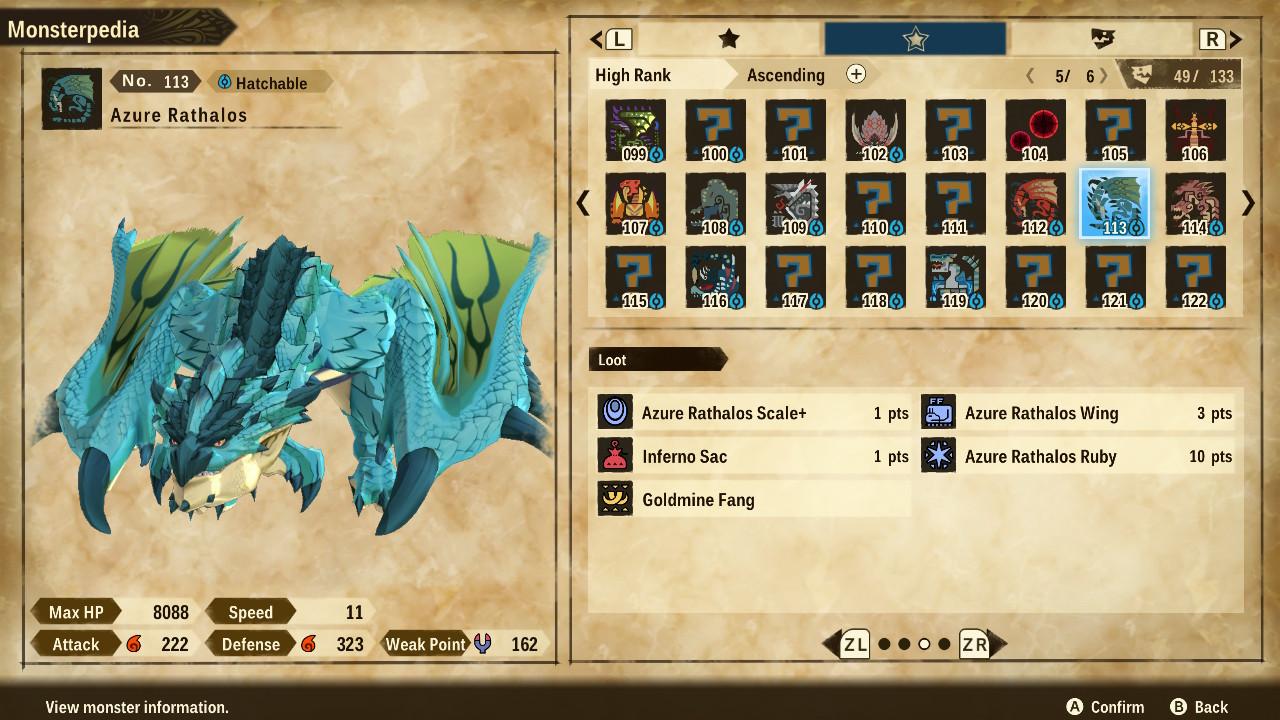 Monsterpedia
No. 113 Hatchable
Azure Rathalos
L R
High Rank Ascending 5/ 6 49/ 133
099 ? 100 ? 101 102 ? 103 104 ? 105 106
107 108 109 ? 110 ? 111 112 113 114
? 115 116 ? 117 ? 118 119 ? 120 ? 121 ? 122
Loot
Azure Rathalos Scale+ 1 pts Azure Rathalos Wing 3 pts
Inferno Sac 1 pts Azure Rathalos Ruby 10 pts
Goldmine Fang
Max HP 8088 Speed 11
Attack 222 Defense 323 Weak Point 162
ZL ZR
View monster information. A Confirm B Back